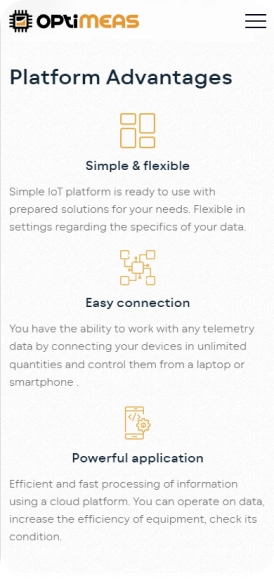 OPTIMEAS
Platform Advantages
Simple & flexible
Simple IoT platform is ready to use with
prepared solutions for your needs. Flexible in
settings regarding the specifics of your data.
Easy connection
You have the ability to work with any telemetry
data by connecting your devices in unlimited
quantities and control them from a laptop or
smartphone .
Powerful application
Efficient and fast processing of information
using a cloud platform. You can operate on data,
increase the efficiency of equipment, check its
condition.